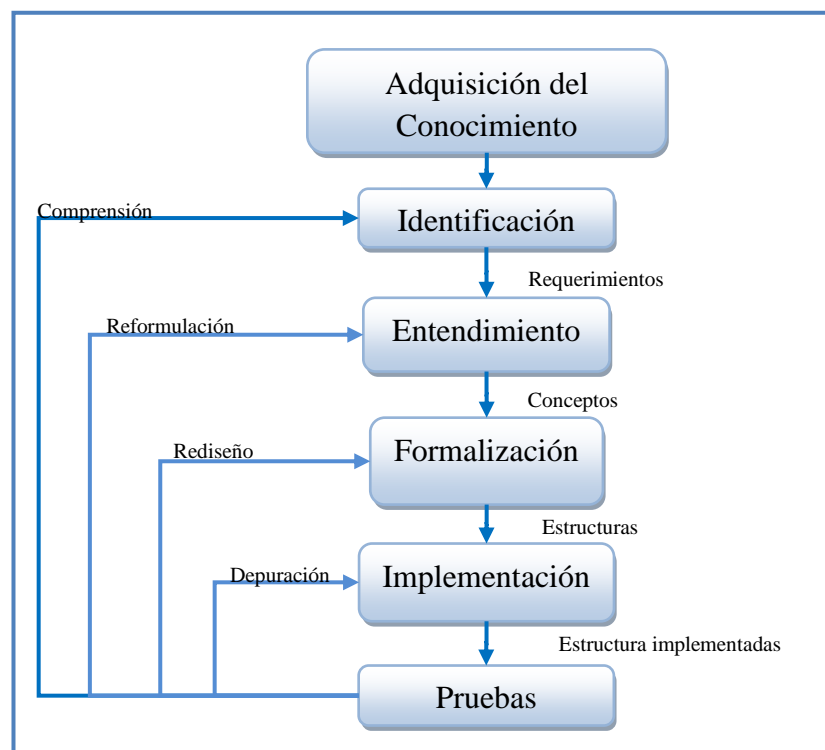 Adquisición del
Conocimiento
Comprensión
Identificación
Requerimientos
Reformulación
Entendimiento
Conceptos
Rediseño
Formalización
Estructuras
Depuración
Implementación
Estructura implementadas
Pruebas